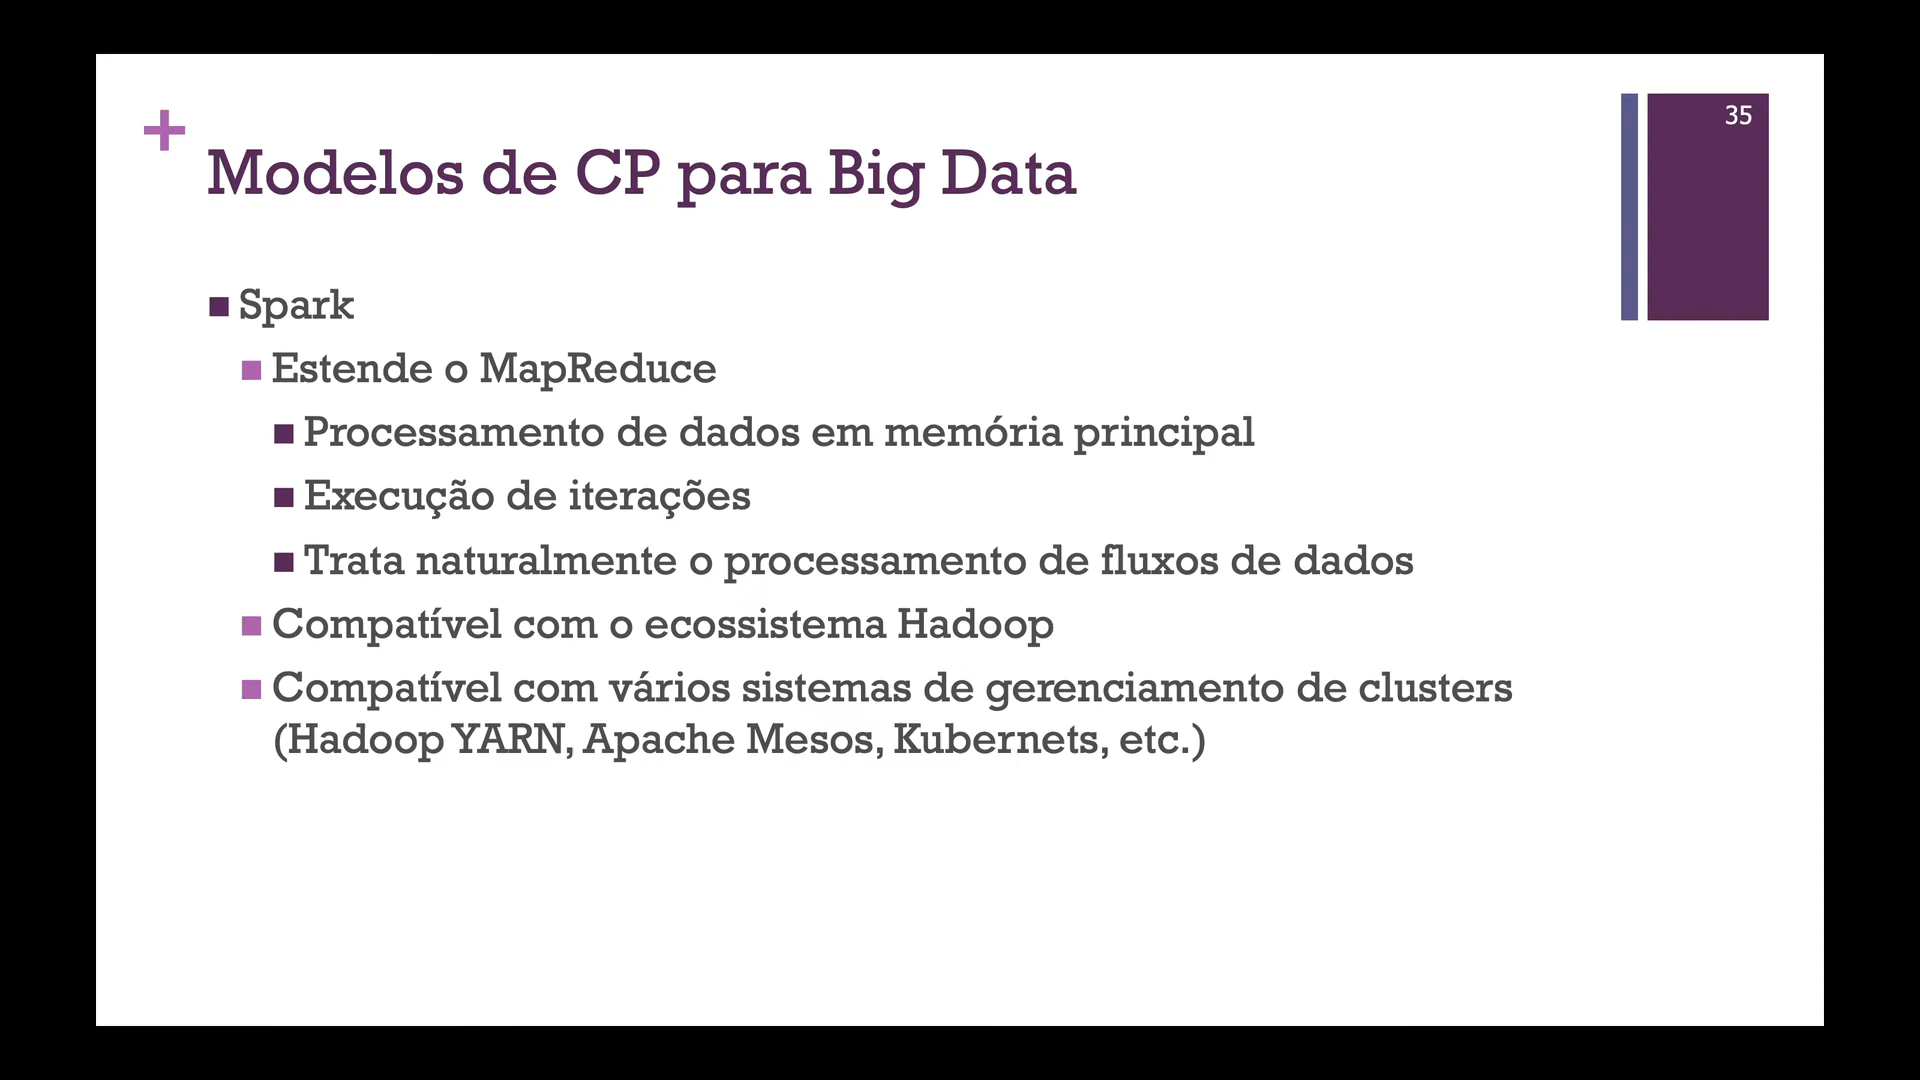 35
+
Modelos de CP para Big Data
Spark
Estende o MapReduce
Processamento de dados em memória principal
Execução de iterações
Trata naturalmente o processamento de fluxos de dados
Compatível com o ecossistema Hadoop
Compatível com vários sistemas de gerenciamento de clusters
(Hadoop YARN, Apache Mesos, Kubernets, etc.)